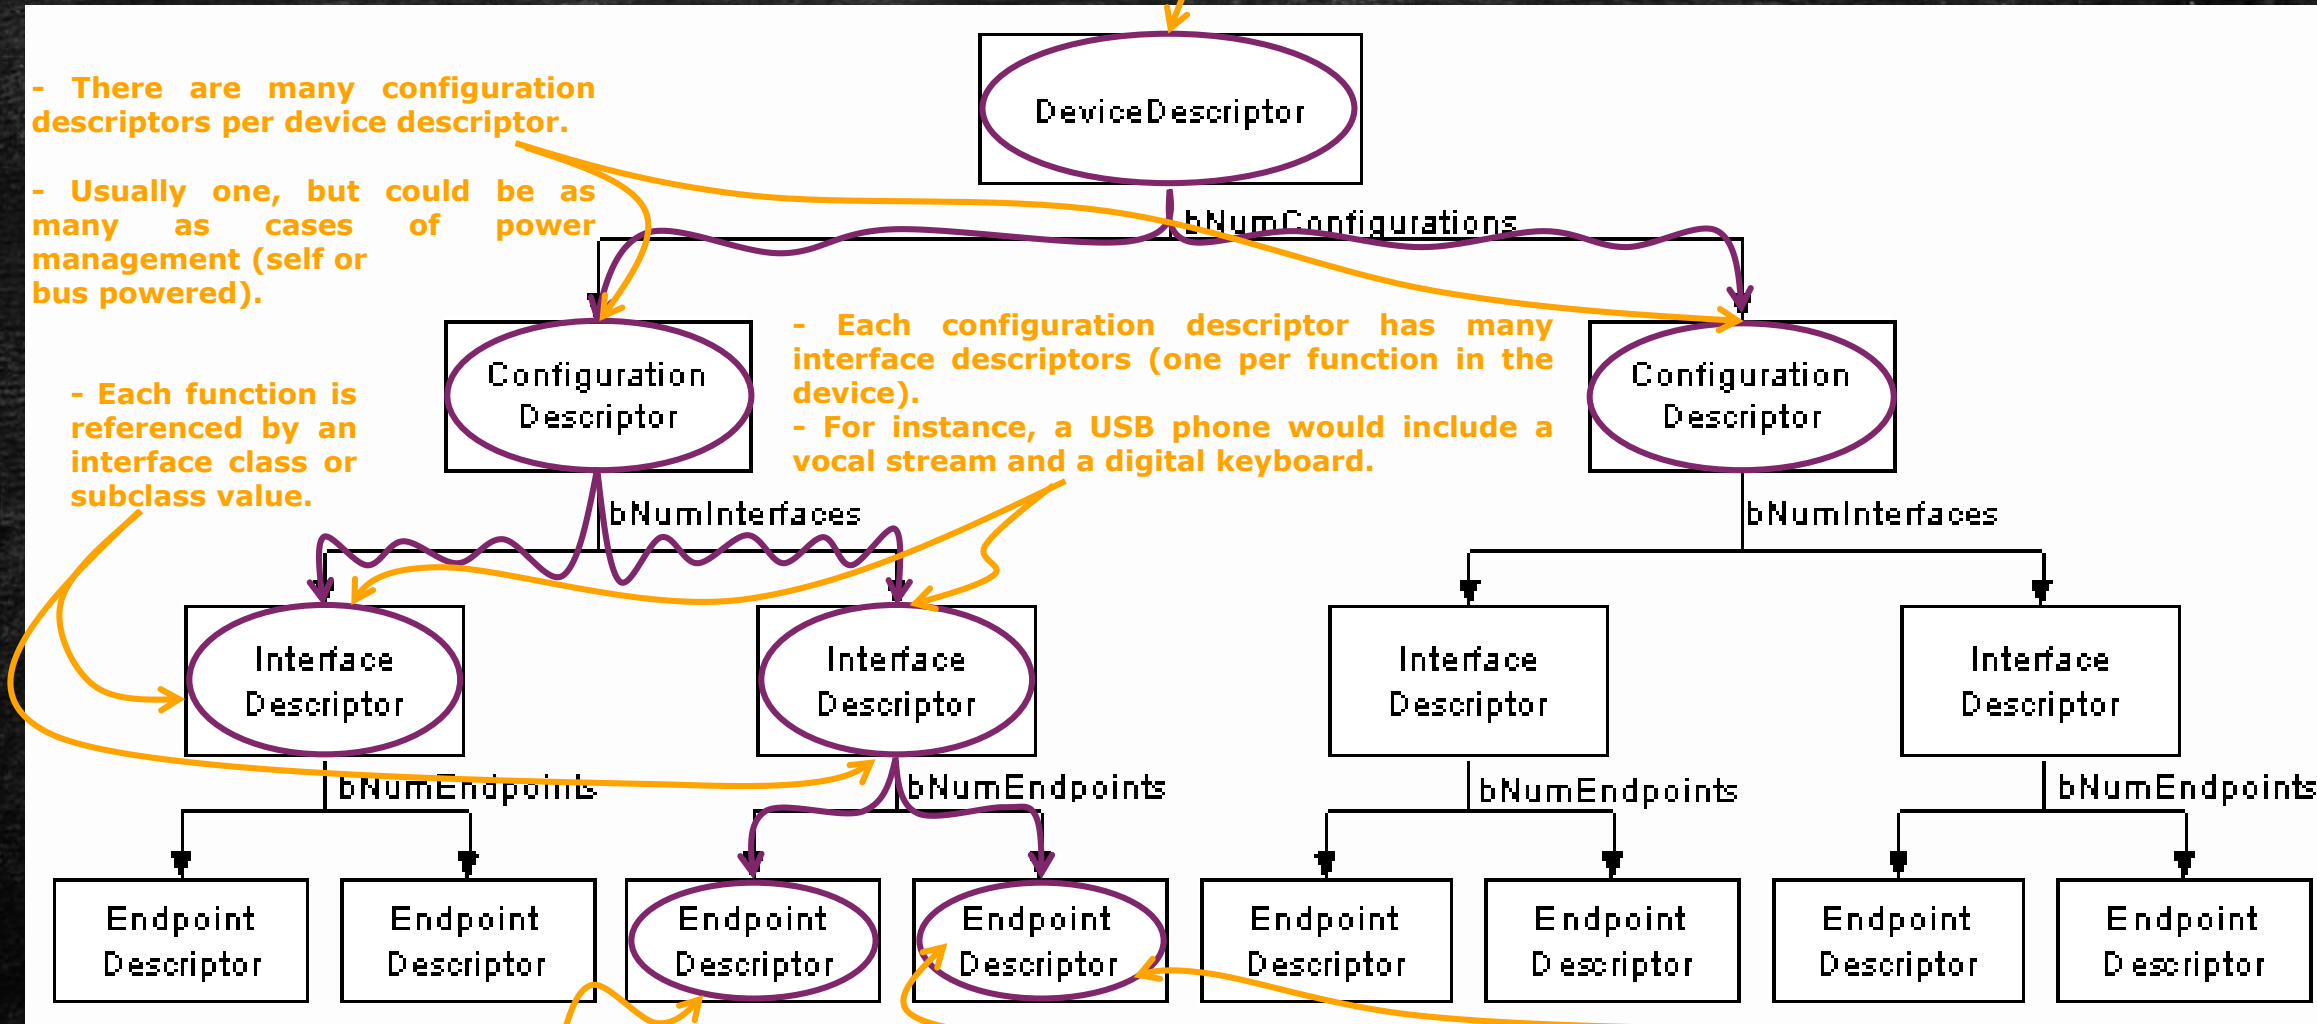 DeviceDescriptor
- There are many configuration
descriptors per device descriptor.
- Usually one, but could be as
many as cases of power
management (self or
bus powered).
bNumConfigurations
Configuration
Descriptor
- Each configuration descriptor has many
interface descriptors (one per function in the
device).
- For instance, a USB phone would include a
vocal stream and a digital keyboard.
Configuration
Descriptor
- Each function is
referenced by an
interface class or
subclass value.
bNumInterfaces
bNumInterfaces
Interface
Descriptor
Interface
Descriptor
Interface
Descriptor
Interface
Descriptor
bNumEndpoints
bNumEndpoints
bNumEndpoints
bNumEndpoints
Endpoint
Descriptor
Endpoint
Descriptor
Endpoint
Descriptor
Endpoint
Descriptor
Endpoint
Descriptor
Endpoint
Descriptor
Endpoint
Descriptor
Endpoint
Descriptor